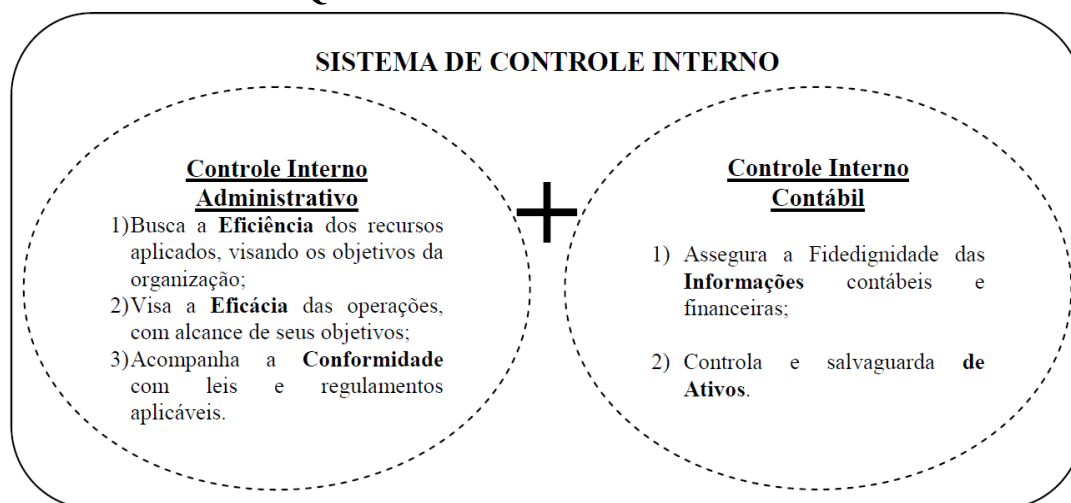 Q
SISTEMA DE CONTROLE INTERNO
Controle Interno
Administrativo
1)Busca a Eficiência dos recursos
aplicados, visando os objetivos da
organização;
2)Visa a Eficácia das operações,
com alcance de seus objetivos;
3)Acompanha a Conformidade
com leis e regulamentos
aplicáveis.
+
Controle Interno
Contábil
1) Assegura a Fidedignidade das
Informações contábeis e
financeiras;
2) Controla e salvaguarda de
Ativos.